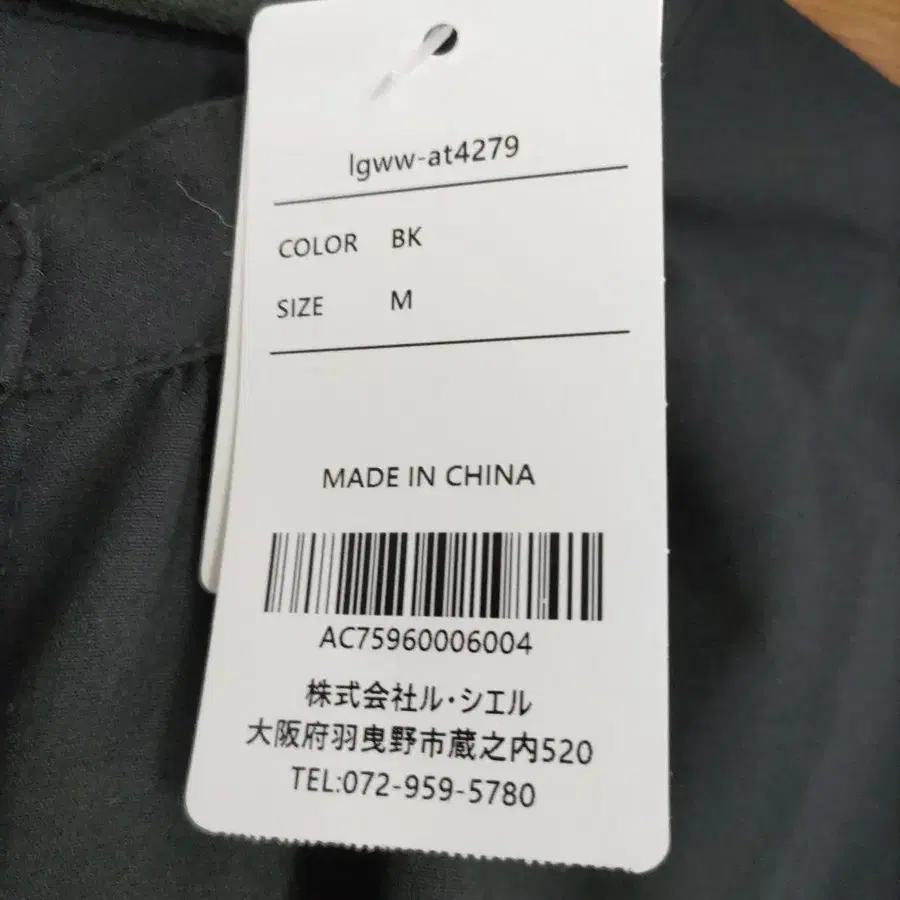 lgww-at4279
COLOR BK
SIZE M
MADE IN CHINA
AC75960006004
株式会社ル・シエル
大阪府羽曳野市蔵之内520
TEL:072-959-5780